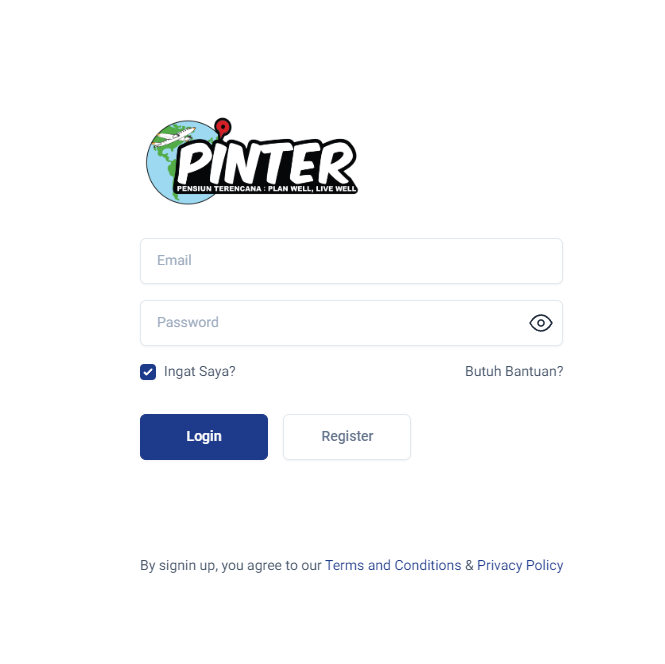 PINTER
PENSIUN TERENCANA : PLAN WELL, LIVE WELL
Email
Password
Ingat Saya? Butuh Bantuan?
Login Register
By signin up, you agree to our Terms and Conditions & Privacy Policy